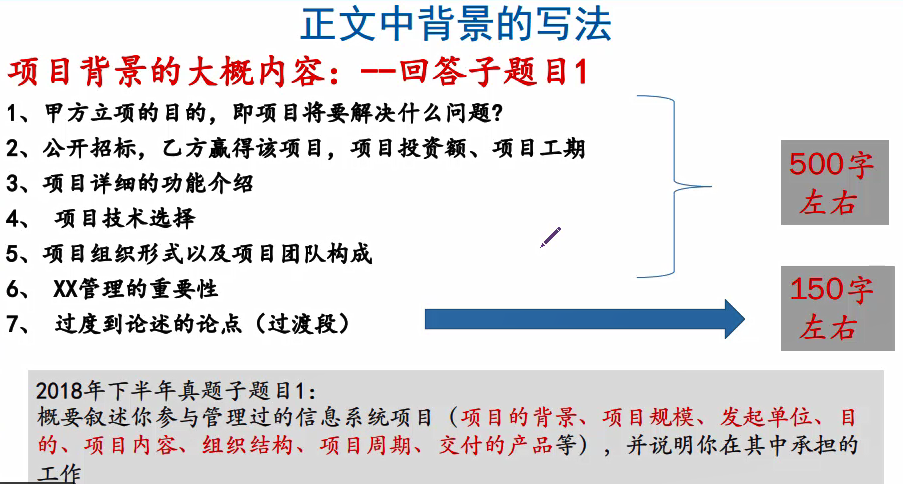 正文中背景的写法
项目背景的大概内容：--回答子题目1
1、甲方立项的目的，即项目将要解决什么问题?
2、公开招标，乙方赢得该项目，项目投资额、项目工期
3、项目详细的功能介绍
4、 项目技术选择
5、项目组织形式以及项目团队构成
6、 XX管理的重要性
7、 过度到论述的论点（过渡段）
500字
左右
150字
左右
2018年下半年真题子题目1：
概要叙述你参与管理过的信息系统项目（项目的背景、项目规模、发起单位、目
的、项目内容、组织结构、项目周期、交付的产品等），并说明你在其中承担的
工作